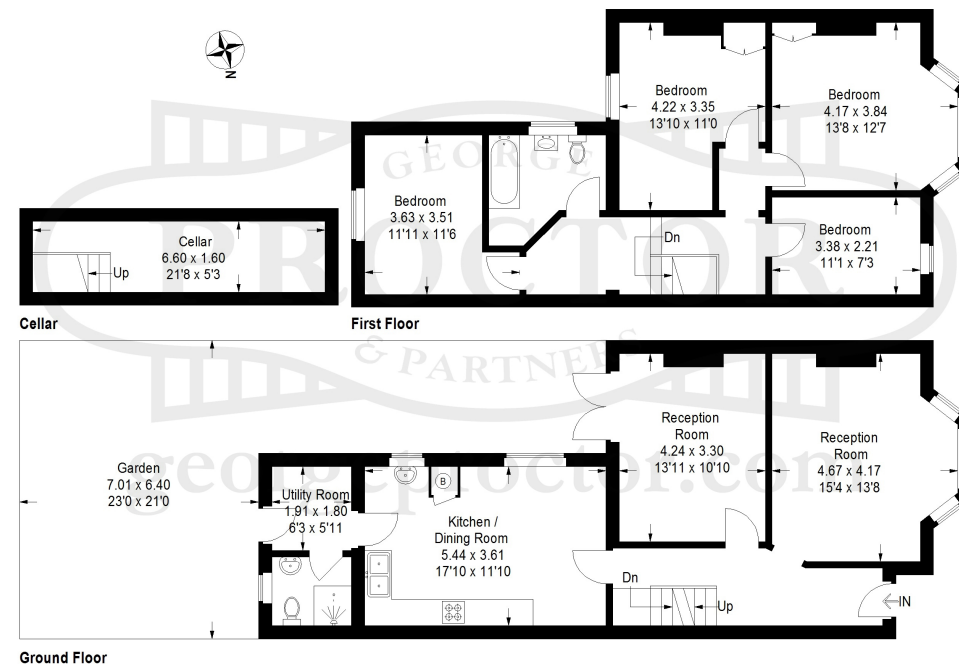 N
Bedroom
4.22 x 3.35
13'10 x 11'0
Bedroom
4.17 x 3.84
13'8 x 12'7
Bedroom
3.63 x 3.51
11'11 x 11'6
Bedroom
3.38 x 2.21
11'1 x 7'3
Dn
Cellar
6.60 x 1.60
21'8 x 5'3
Up
Cellar
First Floor
GEORGE
PROCTOR
& PARTNERS
georgeproctor.com
Garden
7.01 x 6.40
23'0 x 21'0
Utility Room
1.91 x 1.80
6'3 x 5'11
B
Kitchen /
Dining Room
5.44 x 3.61
17'10 x 11'10
Reception
Room
4.24 x 3.30
13'11 x 10'10
Reception
Room
4.67 x 4.17
15'4 x 13'8
Dn
Up
IN
Ground Floor